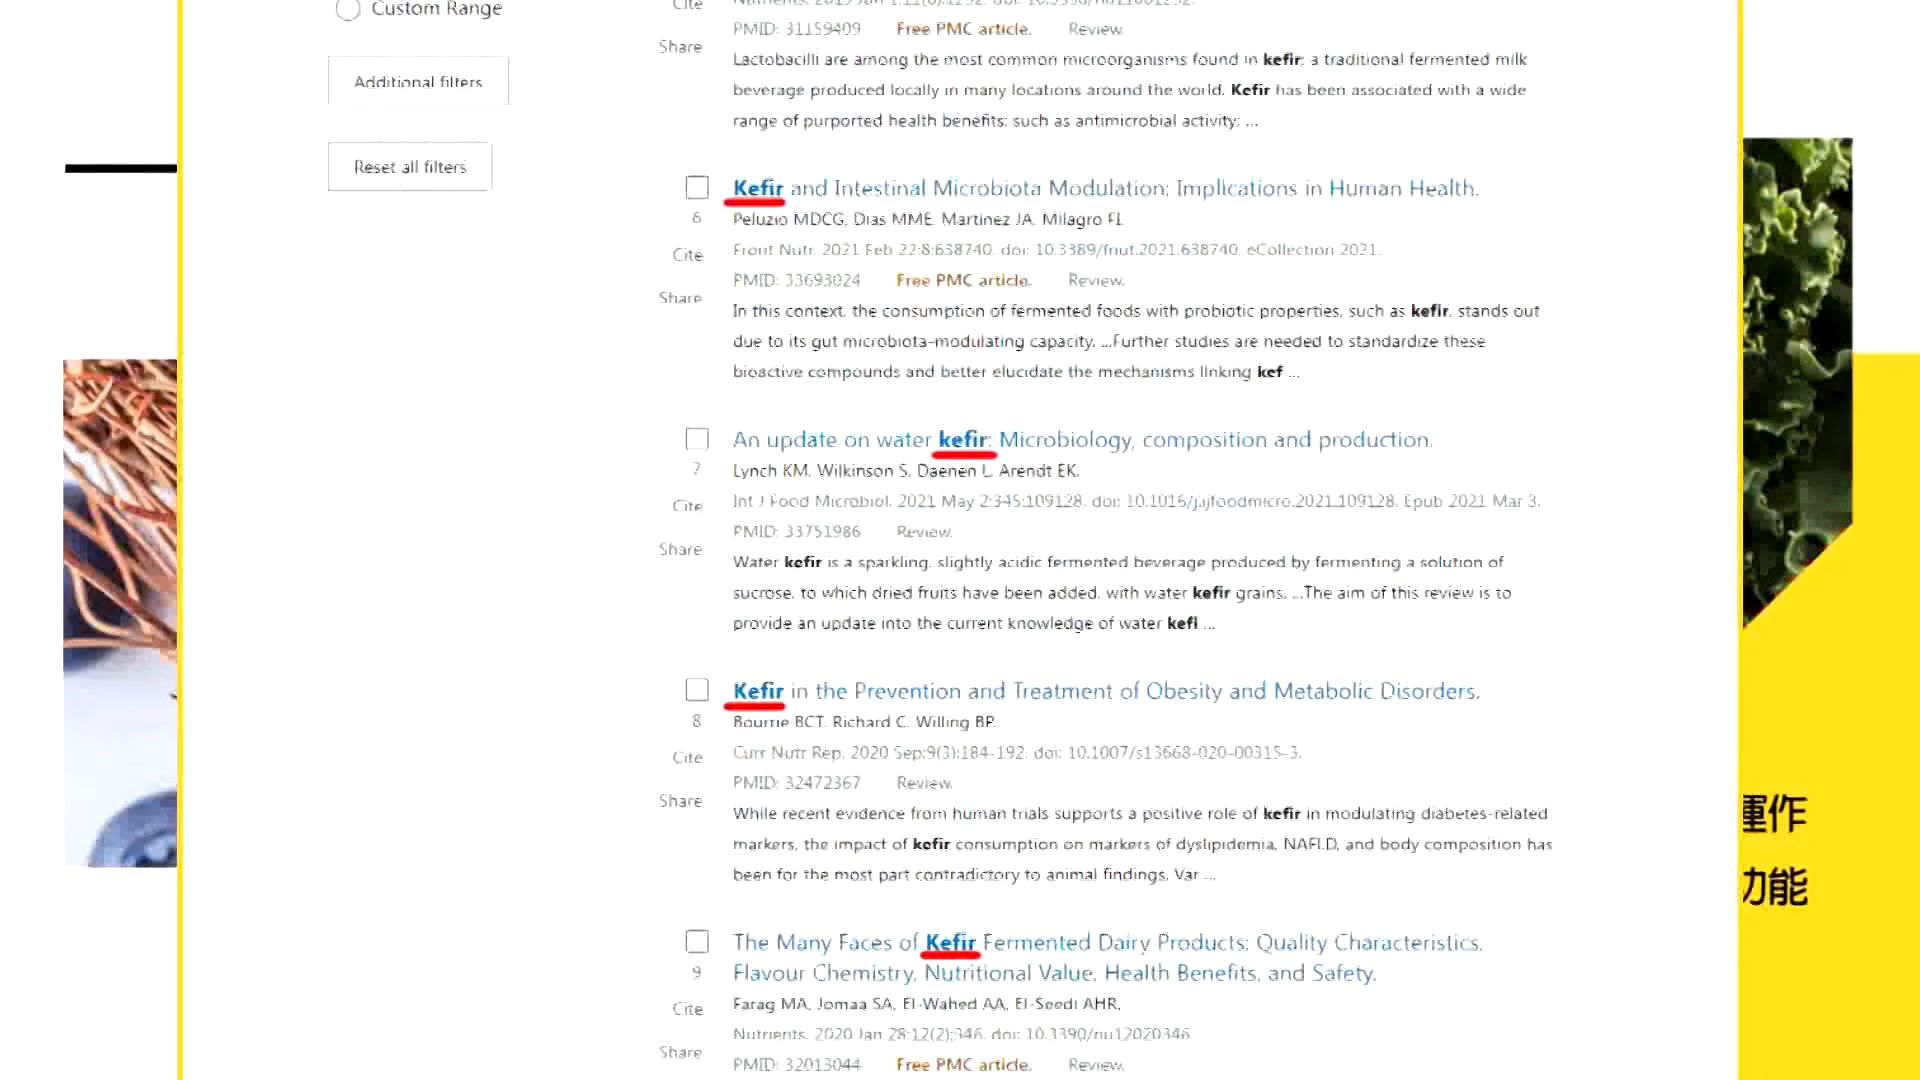 Custom Range
Additional filters
Reset all filters
Cite
PMID: 31159409 Free PMC article. Review.
Share
Lactobacilli are among the most common microorganisms found in kefir; a traditional fermented milk
beverage produced locally in many locations around the world. Kefir has been associated with a wide
range of purported health benefits; such as antimicrobial activity; ...
Kefir and Intestinal Microbiota Modulation: Implications in Human Health.
6
Peluzio MDCG, Dias MME, Martinez JA, Milagro FI.
Cite
Front Nutr. 2021 Feb 22;8:638740. doi: 10.3389/fnut.2021.638740. eCollection 2021.
PMID: 33693024 Free PMC article. Review.
Share
In this context, the consumption of fermented foods with probiotic properties, such as kefir, stands out
due to its gut microbiota-modulating capacity. ...Further studies are needed to standardize these
bioactive compounds and better elucidate the mechanisms linking kef ...
An update on water kefir: Microbiology, composition and production.
7
Lynch KM, Wilkinson S, Daenen L, Arendt EK.
Cite
Int J Food Microbiol. 2021 May 2;345:109128. doi: 10.1016/j.ijfoodmicro.2021.109128. Epub 2021 Mar 3.
PMID: 33751986 Review.
Share
Water kefir is a sparkling, slightly acidic fermented beverage produced by fermenting a solution of
sucrose, to which dried fruits have been added, with water kefir grains. ...The aim of this review is to
provide an update into the current knowledge of water kefi ...
Kefir in the Prevention and Treatment of Obesity and Metabolic Disorders.
8
Bourrie BCT, Richard C, Willing BP.
Cite
Curr Nutr Rep. 2020 Sep;9(3):184-192. doi: 10.1007/s13668-020-00315-3.
PMID: 32472367 Review.
Share
While recent evidence from human trials supports a positive role of kefir in modulating diabetes-related
markers, the impact of kefir consumption on markers of dyslipidemia, NAFLD, and body composition has
been for the most part contradictory to animal findings. Var ...
The Many Faces of Kefir Fermented Dairy Products: Quality Characteristics,
Flavour Chemistry, Nutritional Value, Health Benefits, and Safety.
9
Farag MA, Jomaa SA, El-Wahed AA, El-Seedi AHR.
Cite
Nutrients. 2020 Jan 28;12(2):346. doi: 10.3390/nu12020346.
Share
PMID: 32013044 Free PMC article. Review.
運作
功能